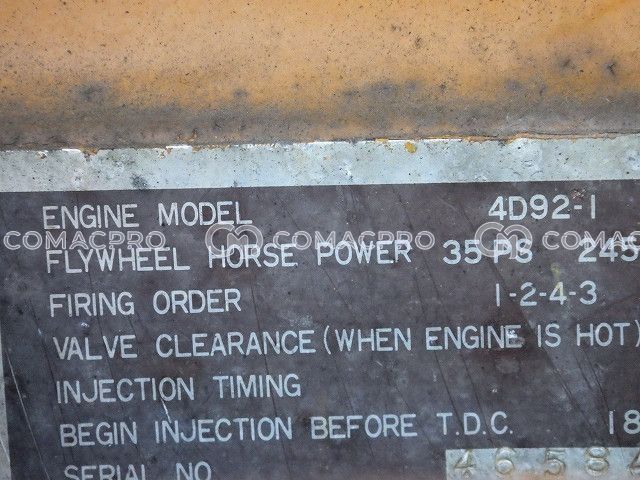 ENGINE MODEL 4D92-1
COMACPRO COMACPRO COMACPRO
FLYWHEEL HORSE POWER 35 PS 245
FIRING ORDER 1-2-4-3
VALVE CLEARANCE (WHEN ENGINE IS HOT)
INJECTION TIMING
BEGIN INJECTION BEFORE T.D.C. 18
SERIAL NO 46584